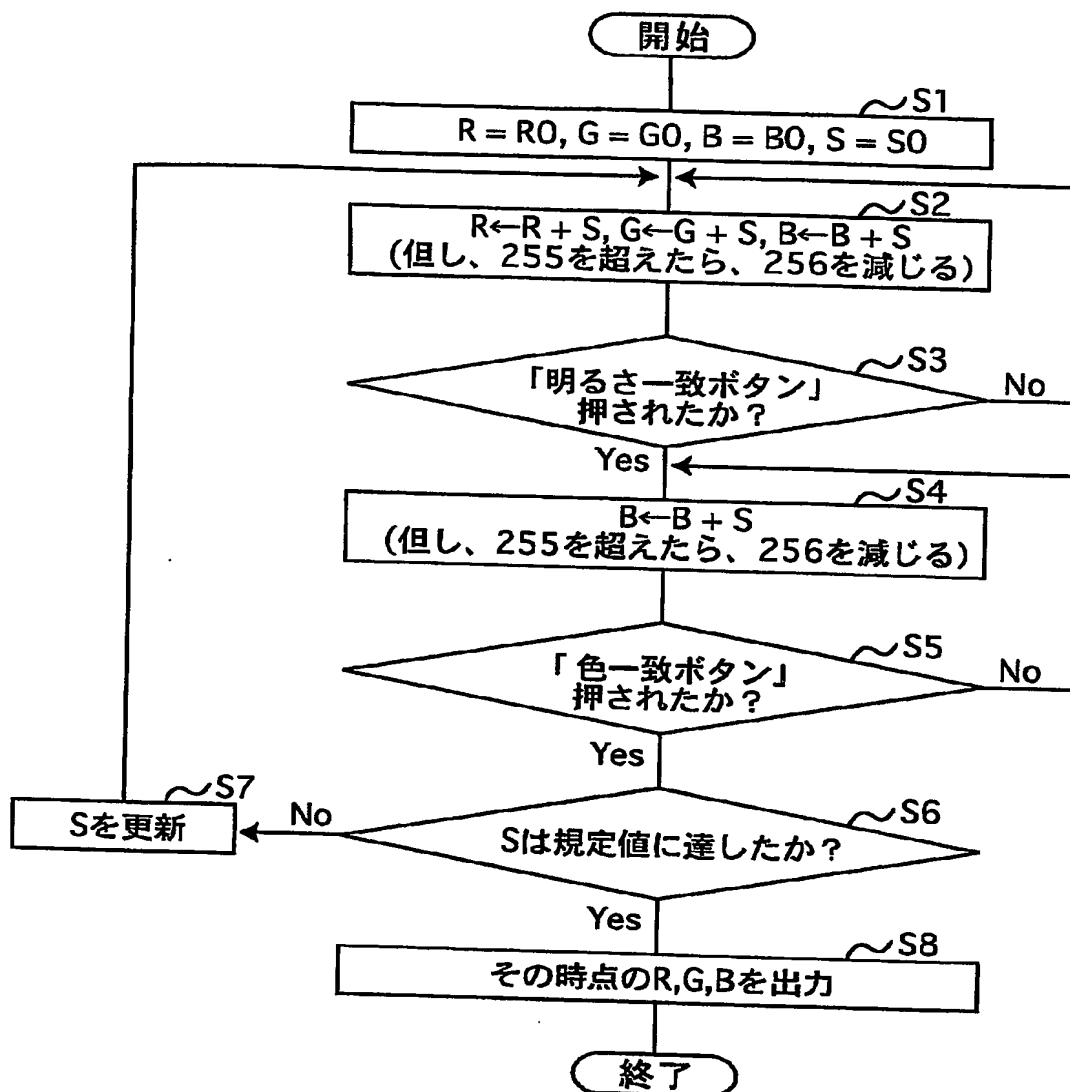 開始
S1
R = R0, G = G0, B = B0, S = S0
S2
R←R + S, G←G + S, B←B + S
(但し、255を超えたら、256を減じる)
S3
「明るさ一致ボタン」
押されたか？
No
Yes
S4
B←B + S
(但し、255を超えたら、256を減じる)
S5
「色一致ボタン」
押されたか？
No
Yes
S7
Sを更新
No
S6
Sは規定値に達したか？
Yes
S8
その時点のR,G,Bを出力
終了